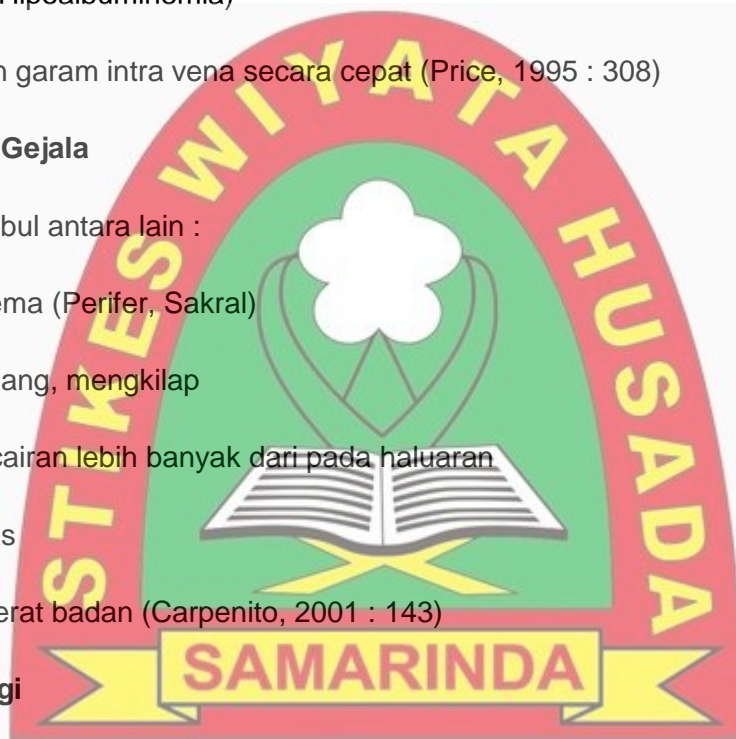 Hipoalbuminemia)
n garam intra vena secara cepat (Price, 1995 : 308)
Gejala
bul antara lain :
ema (Perifer, Sakral)
ang, mengkilap
cairan lebih banyak dari pada haluaran
s
erat badan (Carpenito, 2001 : 143)
gi
STIKES WIYATA HUSADA
SAMARINDA